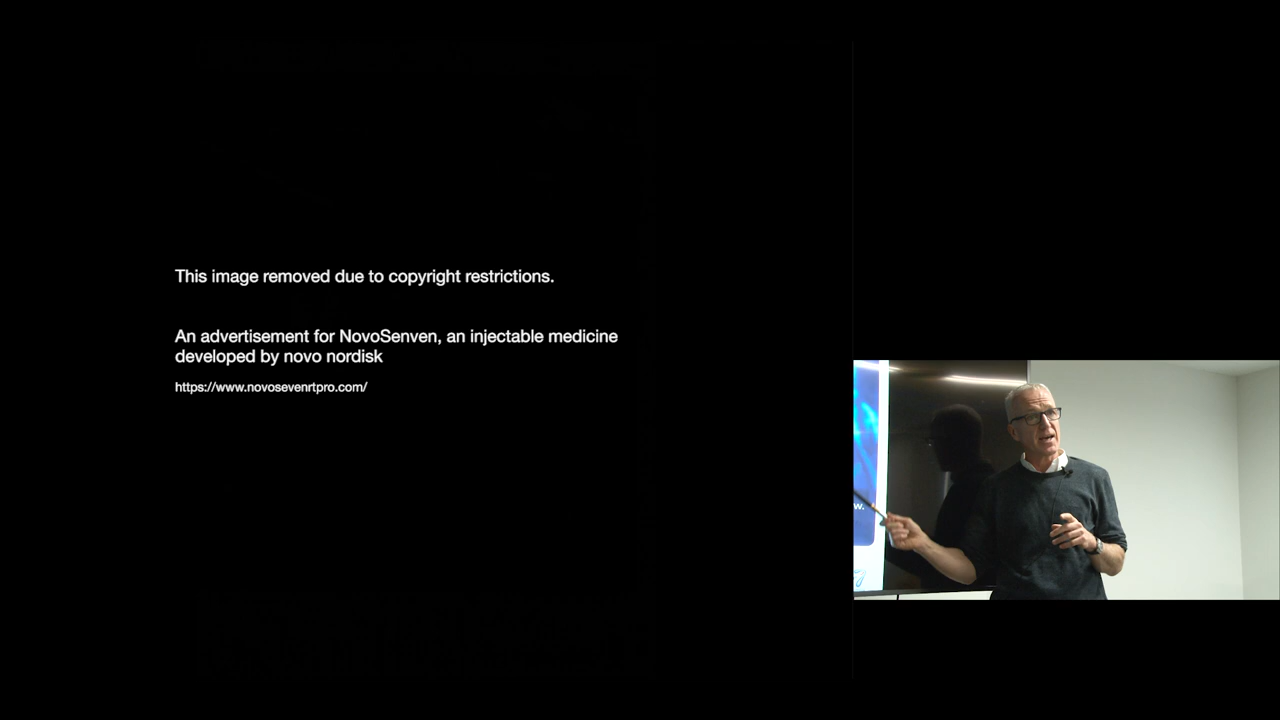 This image removed due to copyright restrictions.
An advertisement for NovoSenven, an injectable medicine
developed by novo nordisk
https://www.novosevenrtpro.com/
w.